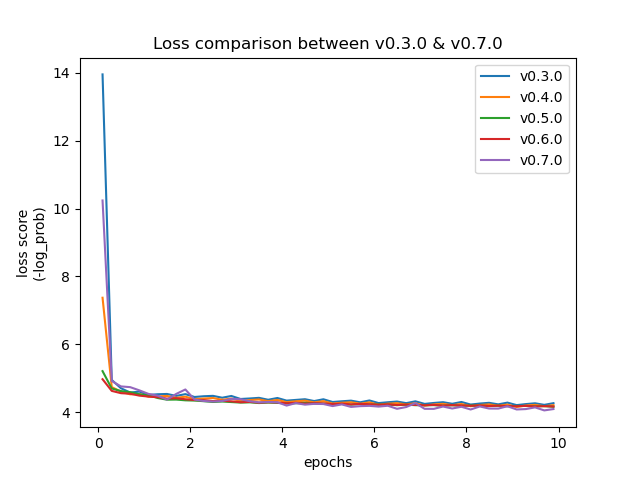 Loss comparison between v0.3.0 & v0.7.0
14
12
10
8
6
4
loss score
(-log_prob)
v0.3.0
v0.4.0
v0.5.0
v0.6.0
v0.7.0
0 2 4 6 8 10
epochs